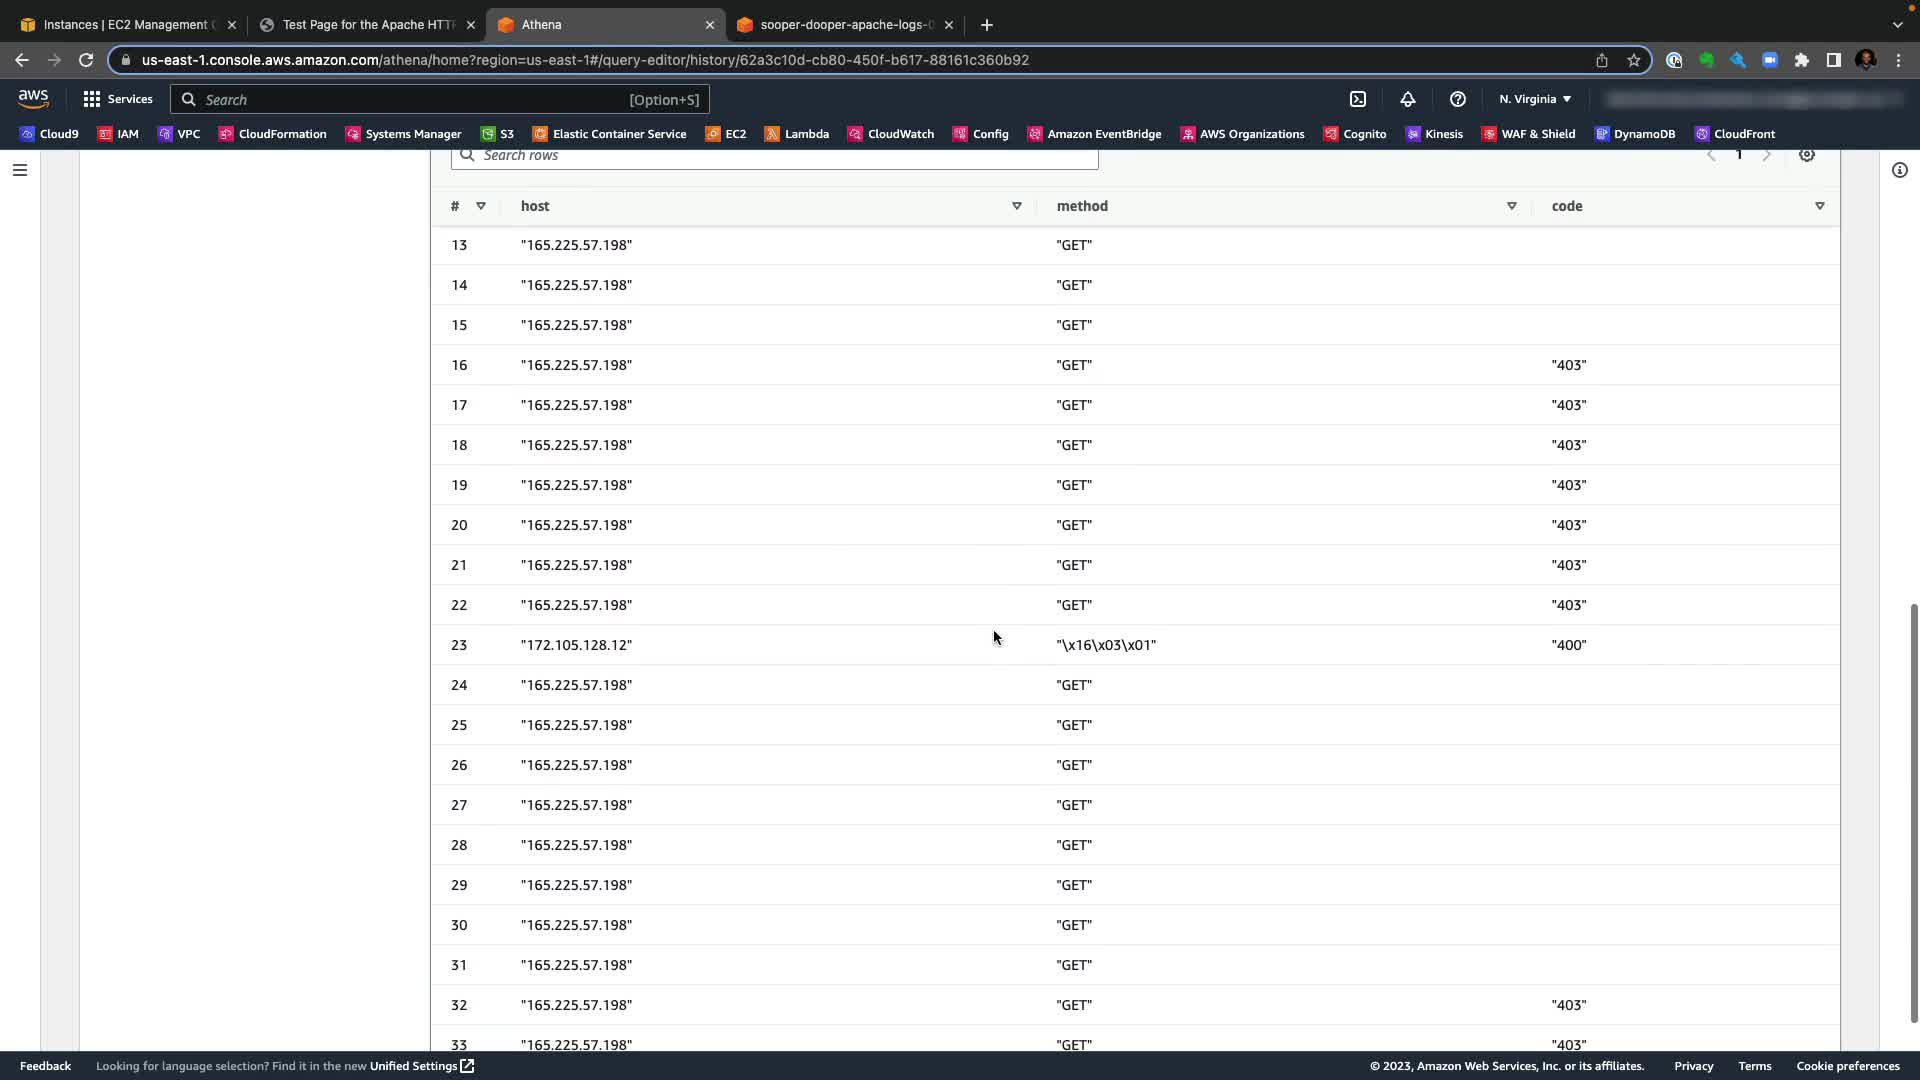 Instances | EC2 Management C
Test Page for the Apache HTTP
Athena
sooper-dooper-apache-logs-0
us-east-1.console.aws.amazon.com/athena/home?region=us-east-1#/query-editor/history/62a3c10d-cb80-450f-b617-88161c360b92
aws Services Search [Option+S] N. Virginia
Cloud9 IAM VPC CloudFormation Systems Manager S3 Elastic Container Service EC2 Lambda CloudWatch Config Amazon EventBridge AWS Organizations Cognito Kinesis WAF & Shield DynamoDB CloudFront
Search rows 1
# host method code
13 "165.225.57.198" "GET"
14 "165.225.57.198" "GET"
15 "165.225.57.198" "GET"
16 "165.225.57.198" "GET" "403"
17 "165.225.57.198" "GET" "403"
18 "165.225.57.198" "GET" "403"
19 "165.225.57.198" "GET" "403"
20 "165.225.57.198" "GET" "403"
21 "165.225.57.198" "GET" "403"
22 "165.225.57.198" "GET" "403"
23 "172.105.128.12" "\x16\x03\x01" "400"
24 "165.225.57.198" "GET"
25 "165.225.57.198" "GET"
26 "165.225.57.198" "GET"
27 "165.225.57.198" "GET"
28 "165.225.57.198" "GET"
29 "165.225.57.198" "GET"
30 "165.225.57.198" "GET"
31 "165.225.57.198" "GET"
32 "165.225.57.198" "GET" "403"
33 "165.225.57.198" "GET" "403"
Feedback Looking for language selection? Find it in the new Unified Settings © 2023, Amazon Web Services, Inc. or its affiliates. Privacy Terms Cookie preferences